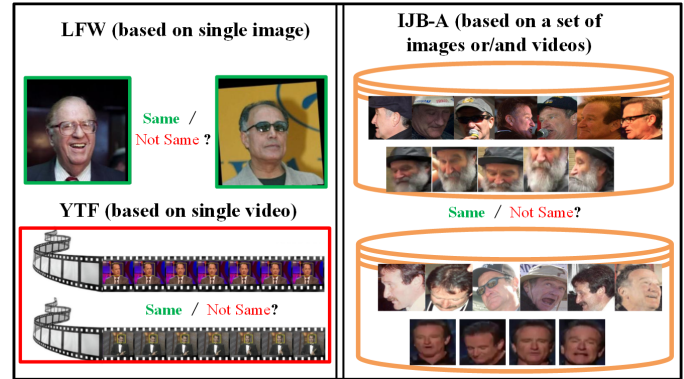 LFW (based on single image)
Same / Not Same ?
YTF (based on single video)
Same / Not Same?
IJB-A (based on a set of images or/and videos)
Same / Not Same?